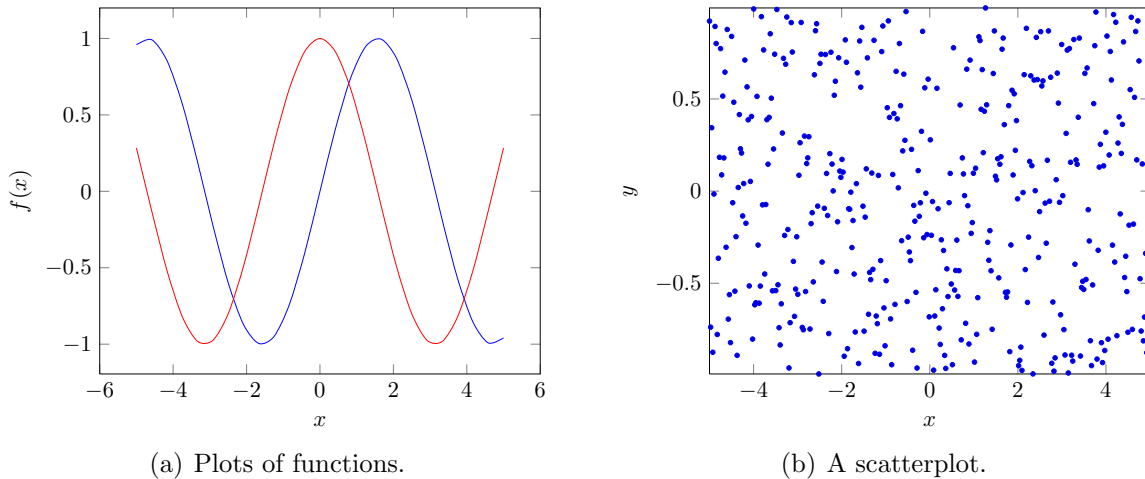 1
0.5
0
−0.5
−1
f(x)
−6 −4 −2 0 2 4 6
x
(a) Plots of functions.
0.5
0
−0.5
y
−4 −2 0 2 4
x
(b) A scatterplot.